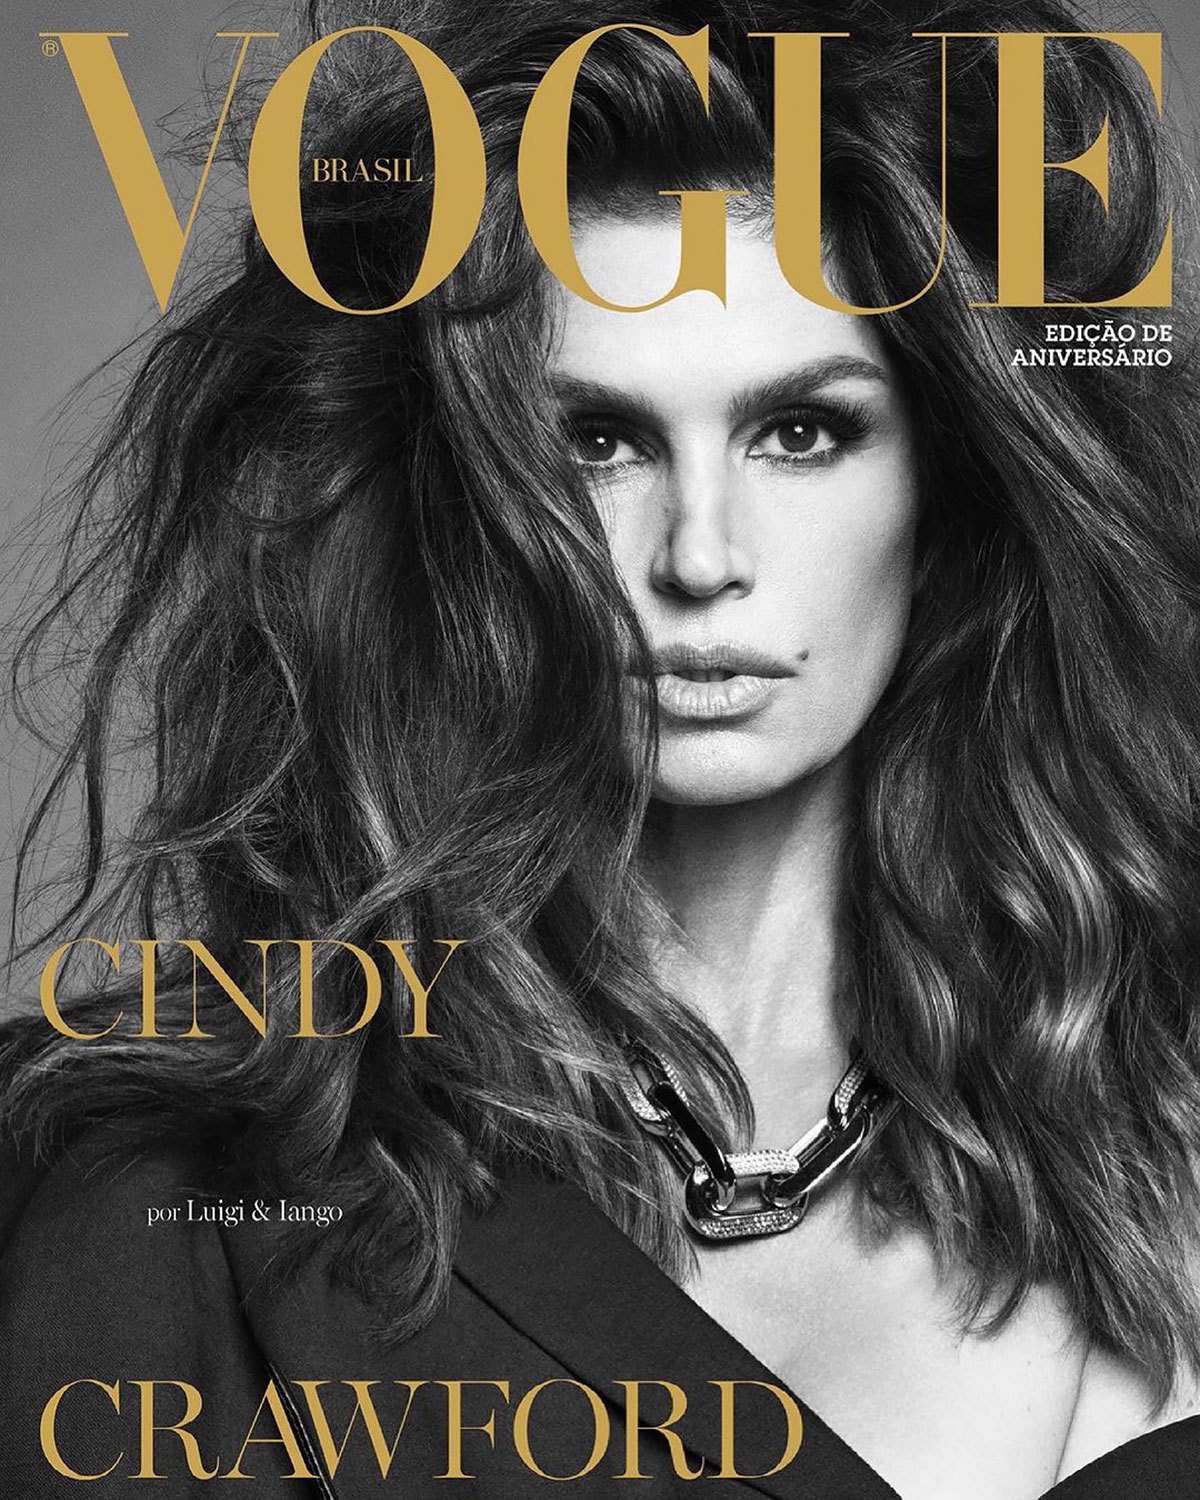 VOGUE
®
BRASIL
EDIÇÃO DE
ANIVERSÁRIO
CINDY
por Luigi & Iango
CRAWFORD